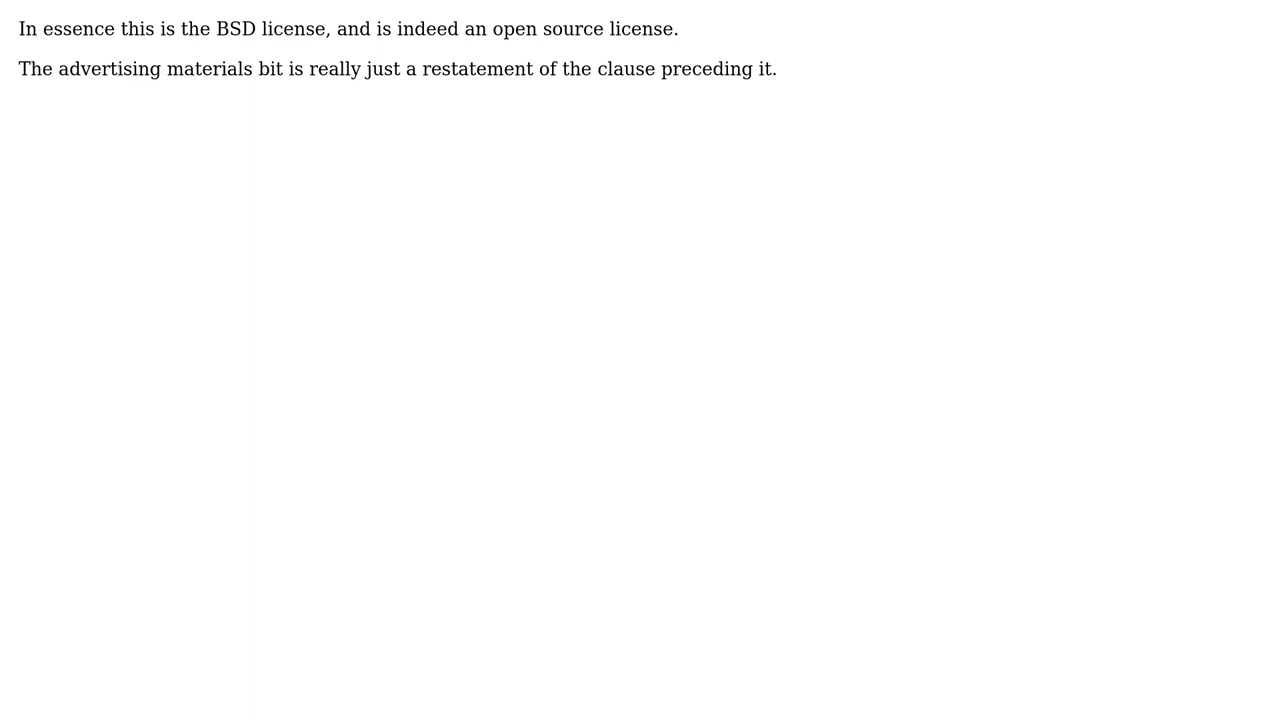 In essence this is the BSD license, and is indeed an open source license.
The advertising materials bit is really just a restatement of the clause preceding it.